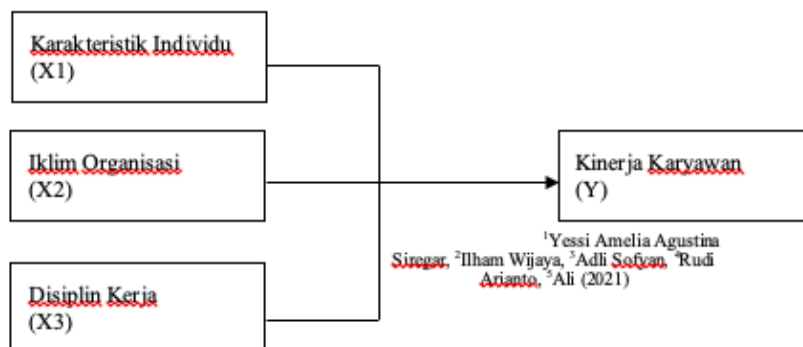 Karakteristik Individu
(X1)
Iklim Organisasi
(X2)
Kinerja Karyawan
(Y)
¹Yessi Amelia Agustina
Siregar, ²Ilham Wijaya, ³Adli Sofyan, ⁴Rudi
Arianto, ⁵Ali (2021)
Disiplin Kerja
(X3)